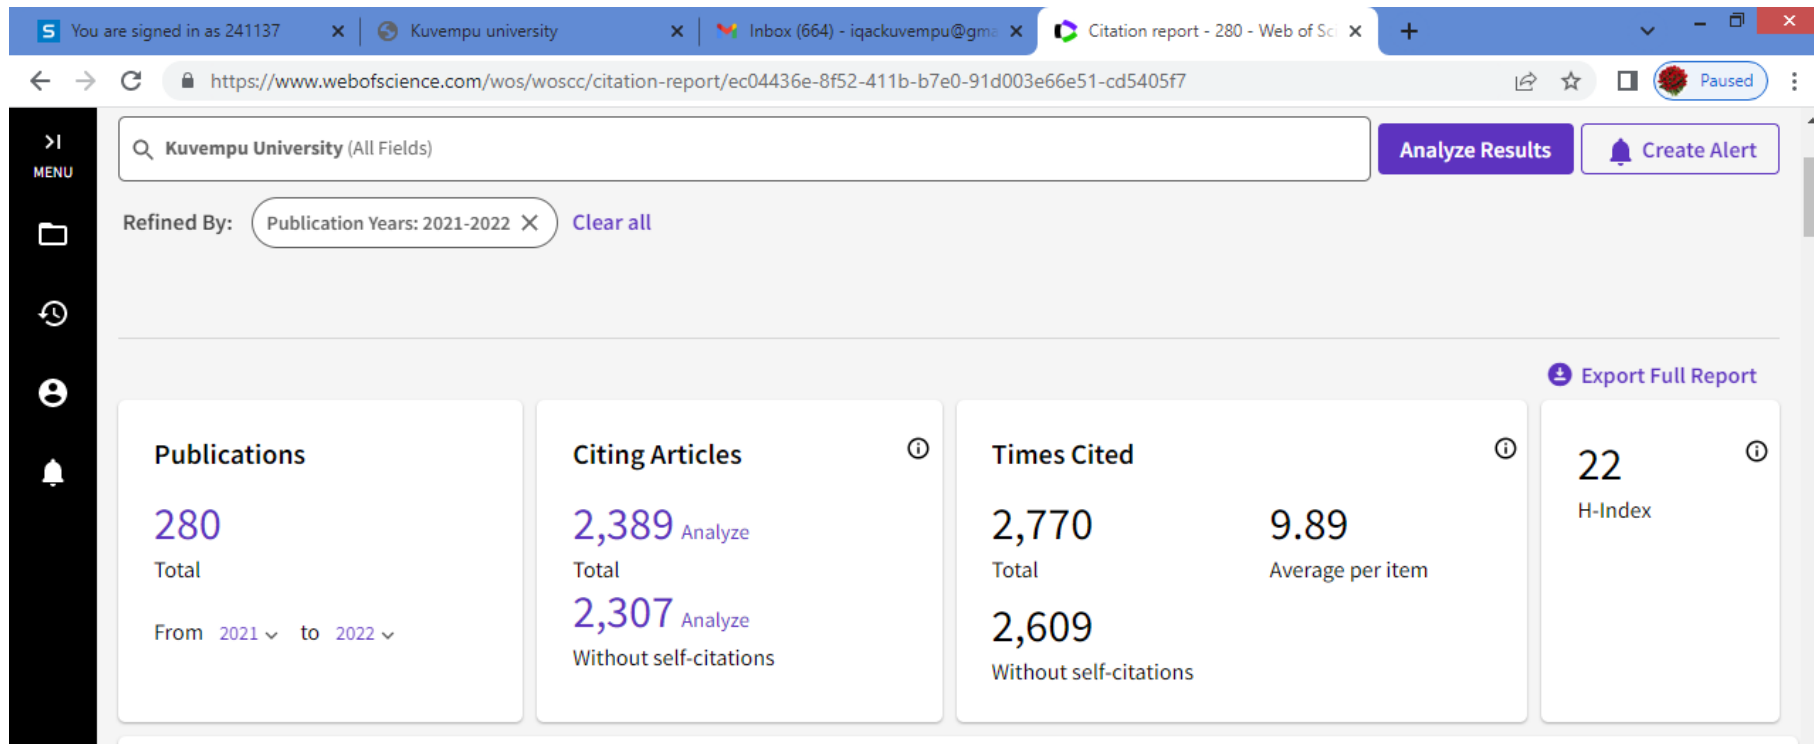 S You are signed in as 241137
Kuvempu university
Inbox (664) - iqackuvempu@gma
Citation report - 280 - Web of Sc
https://www.webofscience.com/wos/woscc/citation-report/ec04436e-8f52-411b-b7e0-91d003e66e51-cd5405f7
Paused
MENU
Kuvempu University (All Fields)
Analyze Results
Create Alert
Refined By:
Publication Years: 2021-2022
Clear all
Export Full Report
Publications
280
Total
From 2021 to 2022
Citing Articles
2,389 Analyze
Total
2,307 Analyze
Without self-citations
Times Cited
2,770
Total
9.89
Average per item
2,609
Without self-citations
22
H-Index